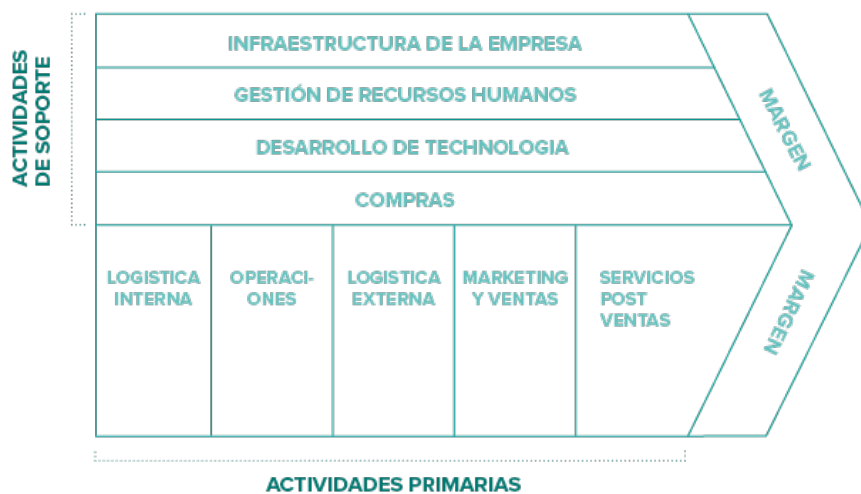 ACTIVIDADES
DE SOPORTE
INFRAESTRUCTURA DE LA EMPRESA
GESTIÓN DE RECURSOS HUMANOS
DESARROLLO DE TECHNOLOGIA
COMPRAS
MARGEN
LOGISTICA
INTERNA
OPERACI-
ONES
LOGISTICA
EXTERNA
MARKETING
Y VENTAS
SERVICIOS
POST
VENTAS
MARGEN
ACTIVIDADES PRIMARIAS